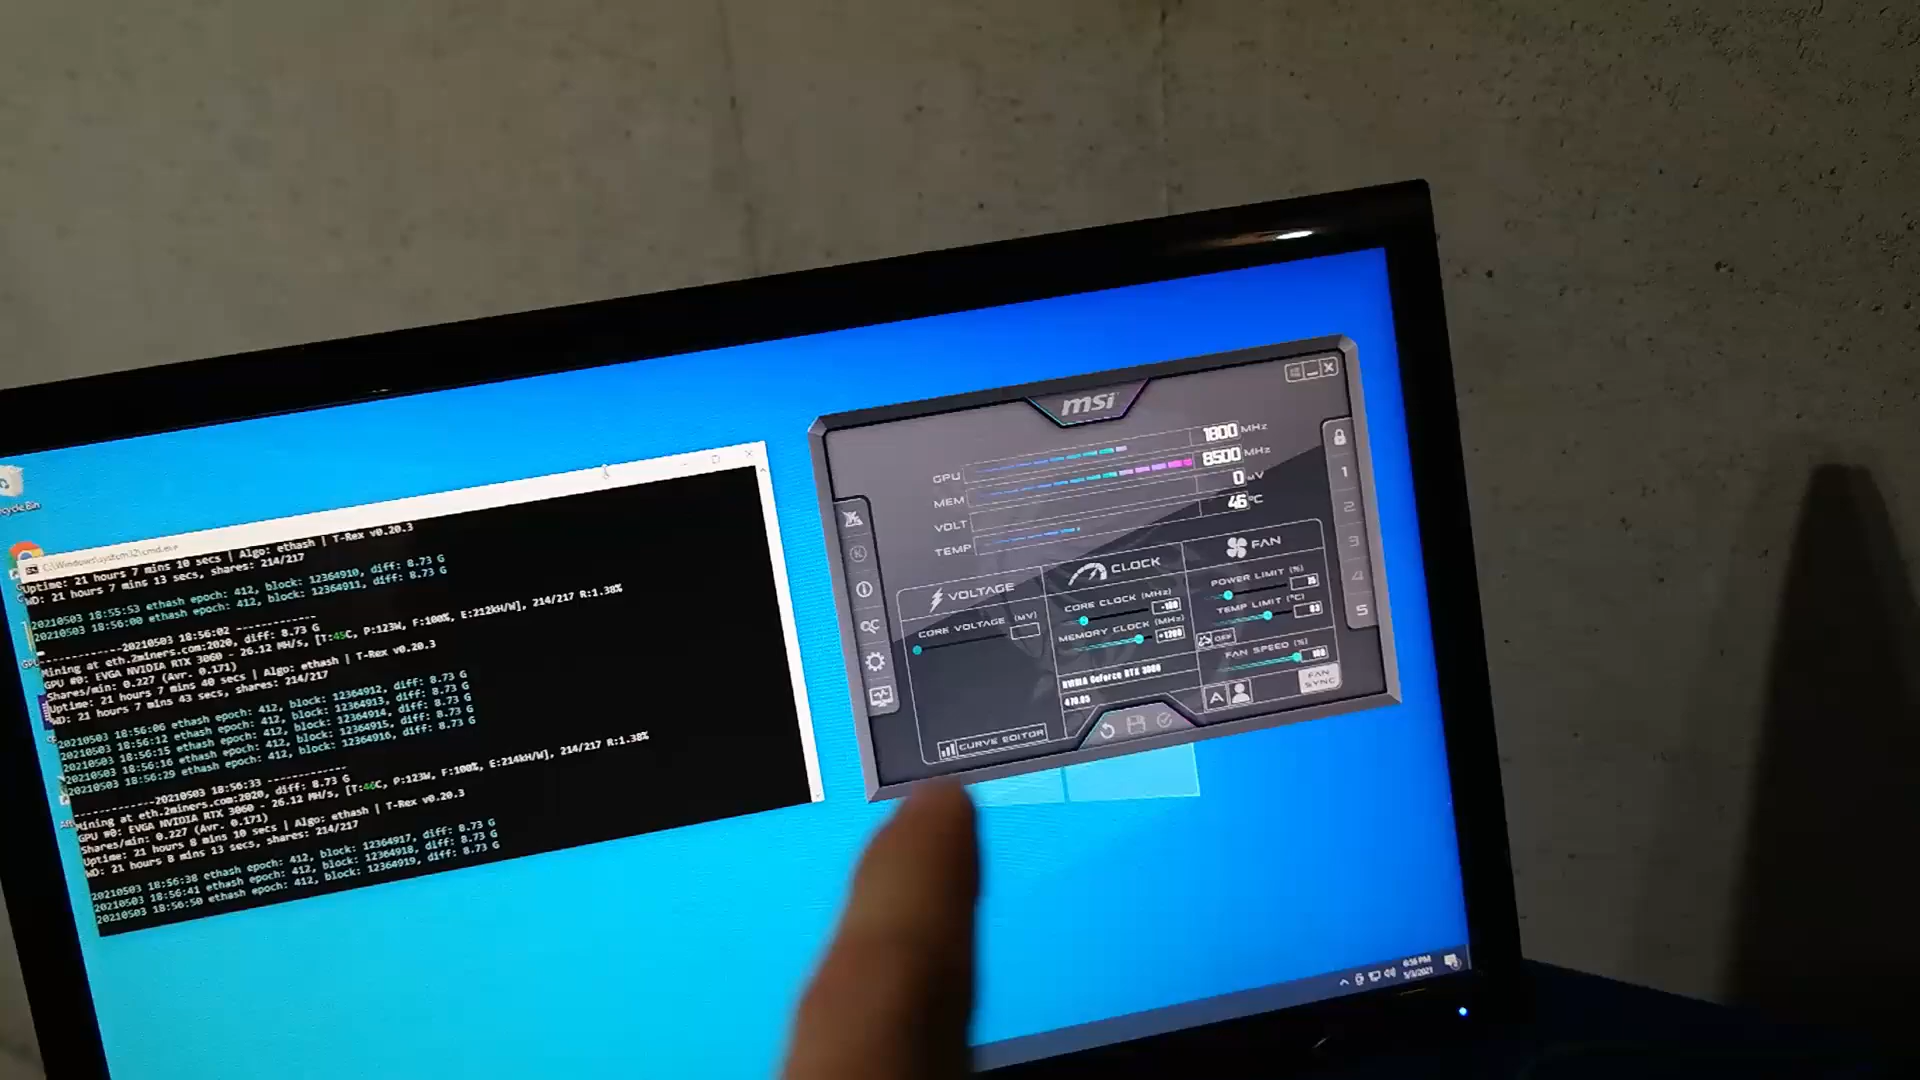 ecycle Bin
C:\Windows\system32\cmd.exe
Uptime: 21 hours 7 mins 10 secs | Algo: ethash | T-Rex v0.20.3
WD: 21 hours 7 mins 13 secs, shares: 214/217
20210503 18:55:53 ethash epoch: 412, block: 12364910, diff: 8.73 G
20210503 18:56:00 ethash epoch: 412, block: 12364911, diff: 8.73 G
-------------20210503 18:56:02 -------------
Mining at eth.2miners.com:2020, diff: 8.73 G
GPU #0: EVGA NVIDIA RTX 3060 - 26.12 MH/s, [T:45C, P:123W, F:100%, E:212kH/W], 214/217 R:1.38%
Shares/min: 0.227 (Avr. 0.171)
Uptime: 21 hours 7 mins 40 secs | Algo: ethash | T-Rex v0.20.3
WD: 21 hours 7 mins 43 secs, shares: 214/217
20210503 18:56:06 ethash epoch: 412, block: 12364912, diff: 8.73 G
20210503 18:56:12 ethash epoch: 412, block: 12364913, diff: 8.73 G
20210503 18:56:15 ethash epoch: 412, block: 12364914, diff: 8.73 G
20210503 18:56:16 ethash epoch: 412, block: 12364915, diff: 8.73 G
20210503 18:56:29 ethash epoch: 412, block: 12364916, diff: 8.73 G
-------------20210503 18:56:33 -------------
Mining at eth.2miners.com:2020, diff: 8.73 G
GPU #0: EVGA NVIDIA RTX 3060 - 26.12 MH/s, [T:46C, P:123W, F:100%, E:214kH/W], 214/217 R:1.38%
Shares/min: 0.227 (Avr. 0.171)
Uptime: 21 hours 8 mins 10 secs | Algo: ethash | T-Rex v0.20.3
WD: 21 hours 8 mins 13 secs, shares: 214/217
20210503 18:56:38 ethash epoch: 412, block: 12364917, diff: 8.73 G
20210503 18:56:41 ethash epoch: 412, block: 12364918, diff: 8.73 G
20210503 18:56:50 ethash epoch: 412, block: 12364919, diff: 8.73 G
msi
GPU 1800 MHz
MEM 8500 MHz
VOLT 0 mV
TEMP 46 °C
1
2
3
4
5
VOLTAGE
CORE VOLTAGE (MV)
CURVE EDITOR
CLOCK
CORE CLOCK (MHz)
MEMORY CLOCK (MHz)
+1200
NVIDIA GeForce RTX 3060
FAN
POWER LIMIT (%)
TEMP LIMIT (°C)
83
OFF
FAN SPEED (%)
100
A
FAN SYNC
6:56 PM
5/3/2021